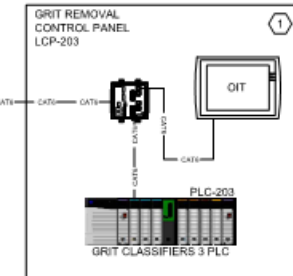 GRIT REMOVAL
CONTROL PANEL
LCP-203
1
OIT
CAT6
CAT6
CAT6
CAT6
CAT6
CAT6
PLC-203
GRIT CLASSIFIERS 3 PLC